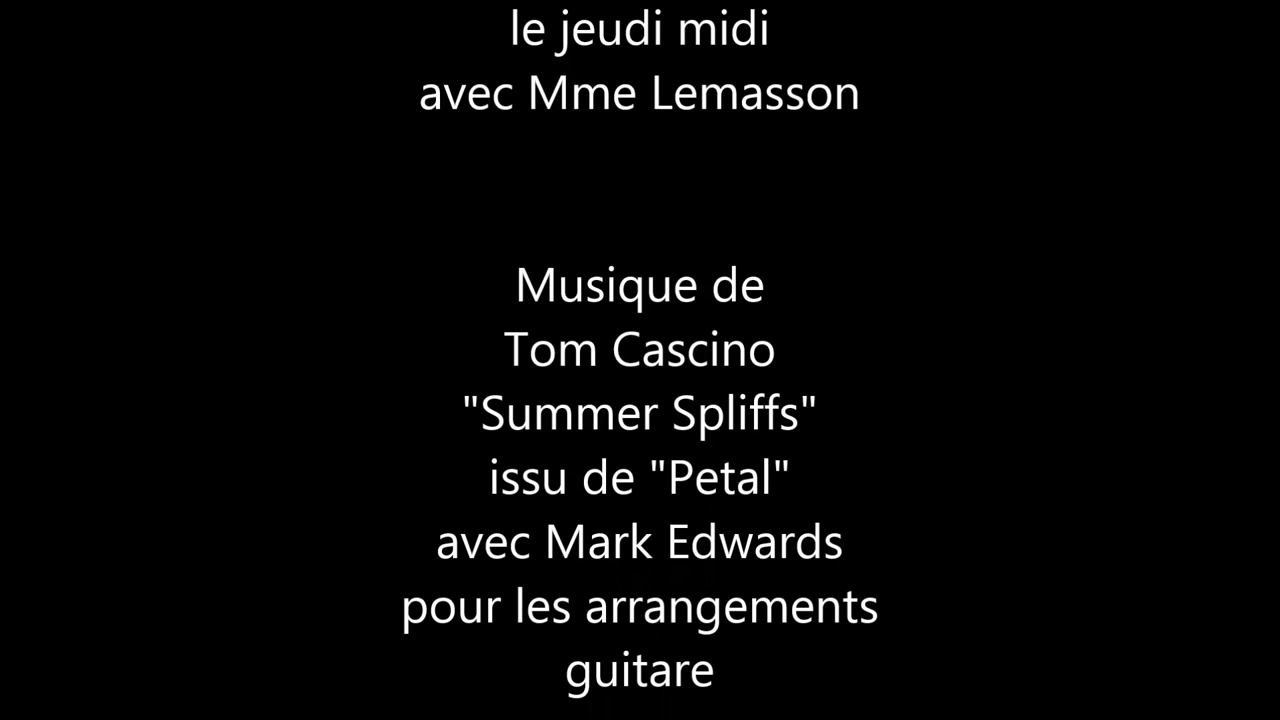 le jeudi midi
avec Mme Lemasson
Musique de
Tom Cascino
"Summer Spliffs"
issu de "Petal"
avec Mark Edwards
pour les arrangements
guitare